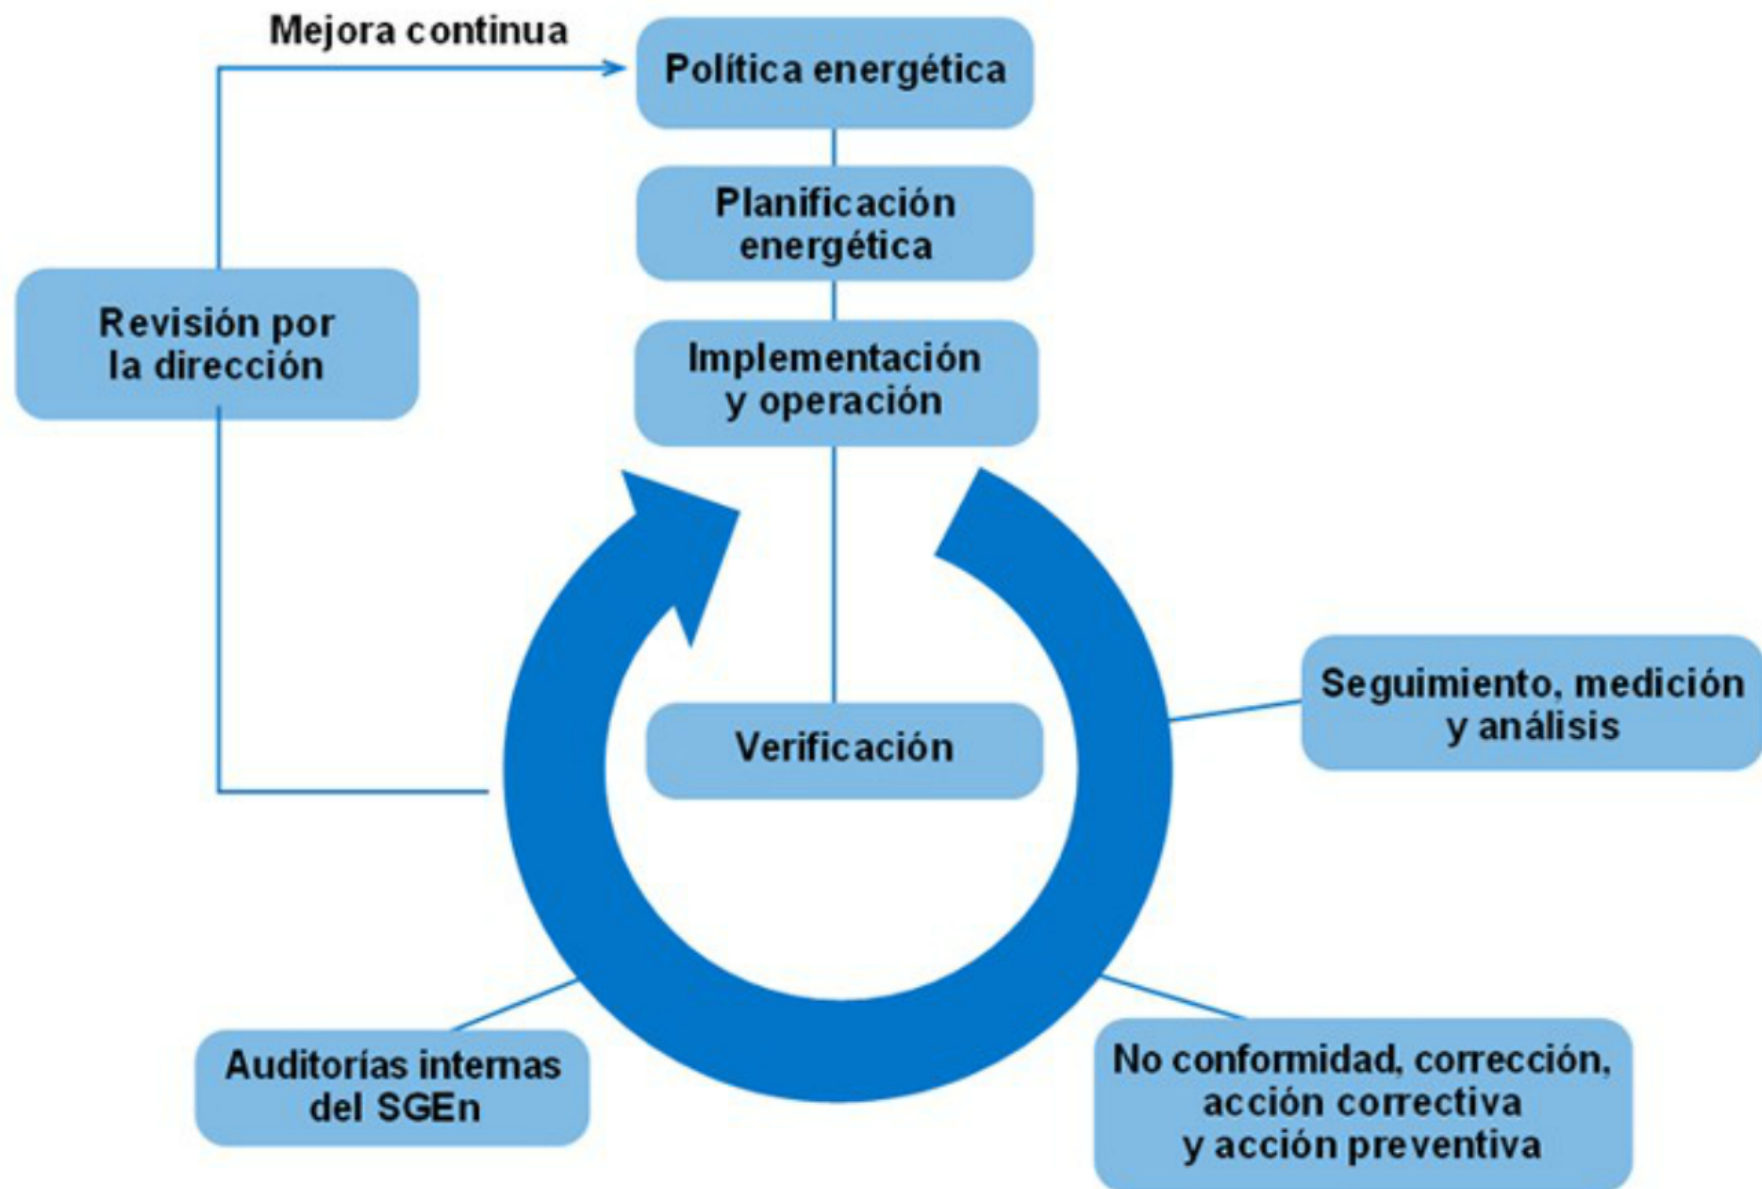 Mejora continua
Política energética
Planificación
energética
Revisión por
la dirección
Implementación
y operación
Verificación
Seguimiento, medición
y análisis
Auditorías internas
del SGEn
No conformidad, corrección,
acción correctiva
y acción preventiva